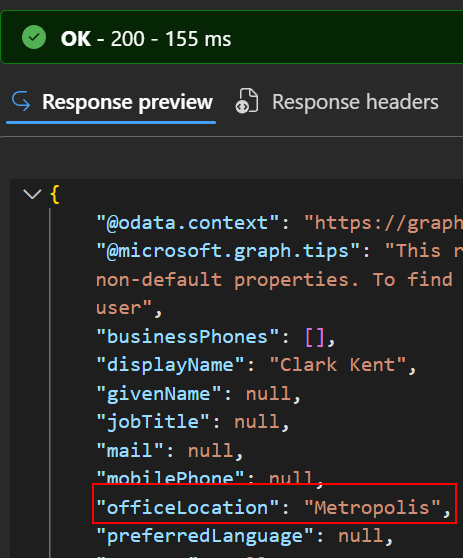 OK - 200 - 155 ms
Response preview
Response headers
{
"@odata.context": "https://graph
"@microsoft.graph.tips": "This r
non-default properties. To find
user",
"businessPhones": [],
"displayName": "Clark Kent",
"givenName": null,
"jobTitle": null,
"mail": null,
"mobilePhone": null,
"officeLocation": "Metropolis",
"preferredLanguage": null,